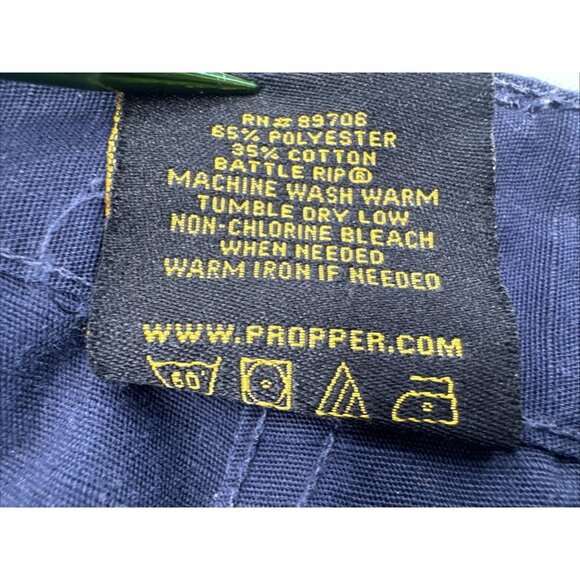 RN# 89706
65% POLYESTER
35% COTTON
BATTLE RIP®
MACHINE WASH WARM
TUMBLE DRY LOW
NON-CHLORINE BLEACH
WHEN NEEDED
WARM IRON IF NEEDED
WWW.PROPPER.COM
60°